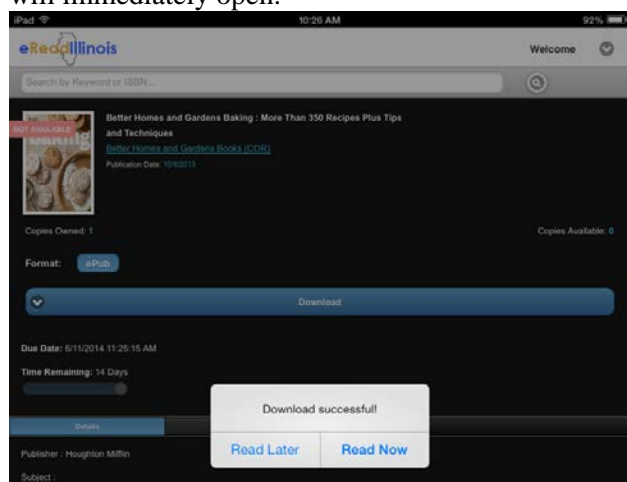 will immediately open.
iPad 10:26 AM 92%
eReadIllinois Welcome
Search by Keyword or ISBN...
Better Homes and Gardens Baking : More Than 350 Recipes Plus Tips
and Techniques
NOT AVAILABLE
Better Homes and Gardens Books (COR)
Publication Date: 10/8/2013
Copies Owned: 1 Copies Available: 0
Format: ePub
Download
Due Date: 6/11/2014 11:25:15 AM
Time Remaining: 14 Days
Download successful!
Read Later Read Now
Details
Publisher : Houghton Mifflin
Subject :